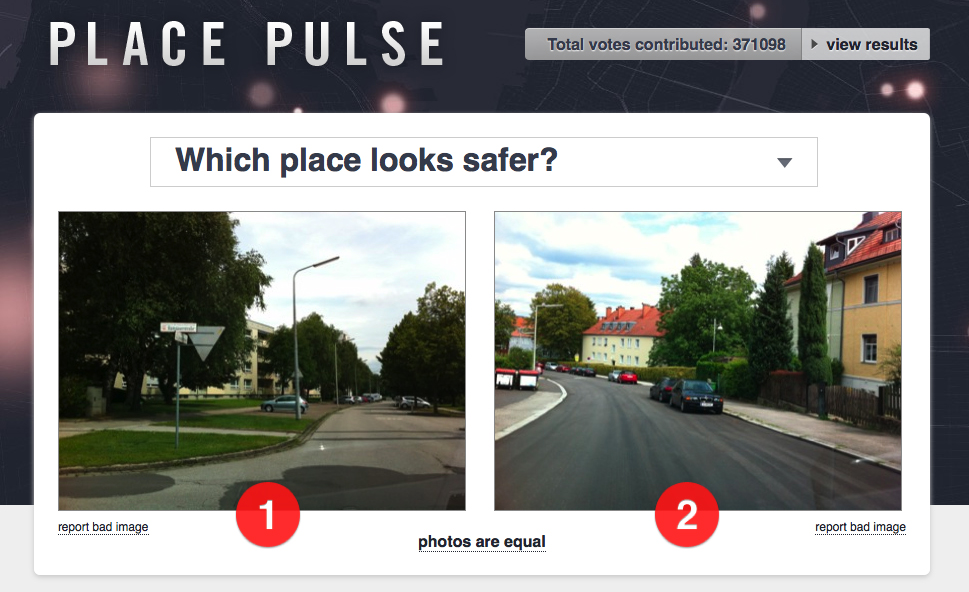 PLACE PULSE
Total votes contributed: 371098
view results
Which place looks safer?
1
2
report bad image
report bad image
photos are equal